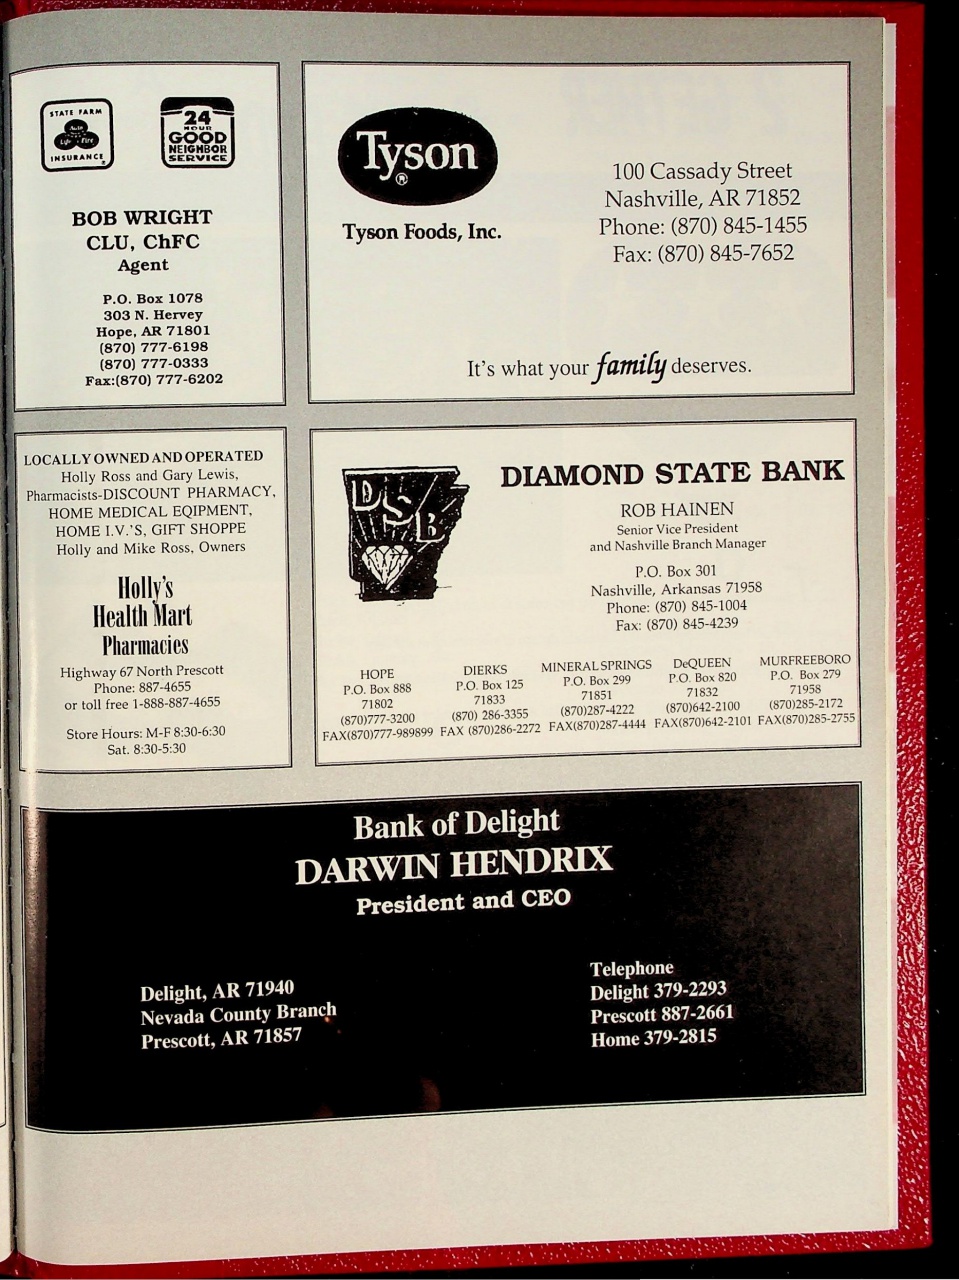 STATE FARM
Auto
Life Fire
INSURANCE
24
HOUR
GOOD
NEIGHBOR
SERVICE
BOB WRIGHT
CLU, ChFC
Agent
P.O. Box 1078
303 N. Hervey
Hope, AR 71801
(870) 777-6198
(870) 777-0333
Fax:(870) 777-6202
Tyson
®
Tyson Foods, Inc.
100 Cassady Street
Nashville, AR 71852
Phone: (870) 845-1455
Fax: (870) 845-7652
It's what your family deserves.
LOCALLY OWNED AND OPERATED
Holly Ross and Gary Lewis,
Pharmacists-DISCOUNT PHARMACY,
HOME MEDICAL EQIPMENT,
HOME I.V.'S, GIFT SHOPPE
Holly and Mike Ross, Owners
Holly's
Health Mart
Pharmacies
Highway 67 North Prescott
Phone: 887-4655
or toll free 1-888-887-4655
Store Hours: M-F 8:30-6:30
Sat. 8:30-5:30
DSB
DIAMOND STATE BANK
ROB HAINEN
Senior Vice President
and Nashville Branch Manager
P.O. Box 301
Nashville, Arkansas 71958
Phone: (870) 845-1004
Fax: (870) 845-4239
HOPE
P.O. Box 888
71802
(870)777-3200
FAX(870)777-989899
DIERKS
P.O. Box 125
71833
(870) 286-3355
FAX (870)286-2272
MINERAL SPRINGS
P.O. Box 299
71851
(870)287-4222
FAX(870)287-4444
DeQUEEN
P.O. Box 820
71832
(870)642-2100
FAX(870)642-2101
MURFREEBORO
P.O. Box 279
71958
(870)285-2172
FAX(870)285-2755
Bank of Delight
DARWIN HENDRIX
President and CEO
Delight, AR 71940
Nevada County Branch
Prescott, AR 71857
Telephone
Delight 379-2293
Prescott 887-2661
Home 379-2815